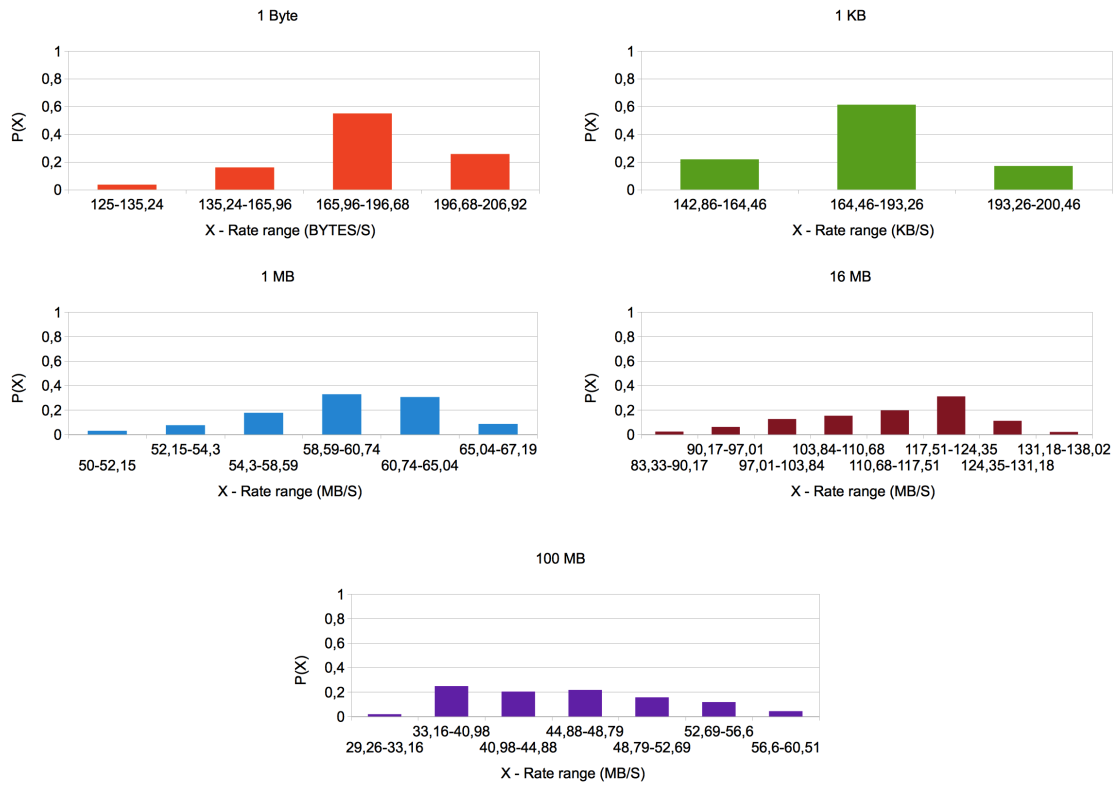 1 Byte
1
0,8
0,6
0,4
0,2
0
P(X)
125-135,24 135,24-165,96 165,96-196,68 196,68-206,92
X - Rate range (BYTES/S)
1 KB
1
0,8
0,6
0,4
0,2
0
P(X)
142,86-164,46 164,46-193,26 193,26-200,46
X - Rate range (KB/S)
1 MB
1
0,8
0,6
0,4
0,2
0
P(X)
52,15-54,3 58,59-60,74 65,04-67,19
50-52,15 54,3-58,59 60,74-65,04
X - Rate range (MB/S)
16 MB
1
0,8
0,6
0,4
0,2
0
P(X)
90,17-97,01 103,84-110,68 117,51-124,35 131,18-138,02
83,33-90,17 97,01-103,84 110,68-117,51 124,35-131,18
X - Rate range (MB/S)
100 MB
1
0,8
0,6
0,4
0,2
0
P(X)
33,16-40,98 44,88-48,79 52,69-56,6
29,26-33,16 40,98-44,88 48,79-52,69 56,6-60,51
X - Rate range (MB/S)